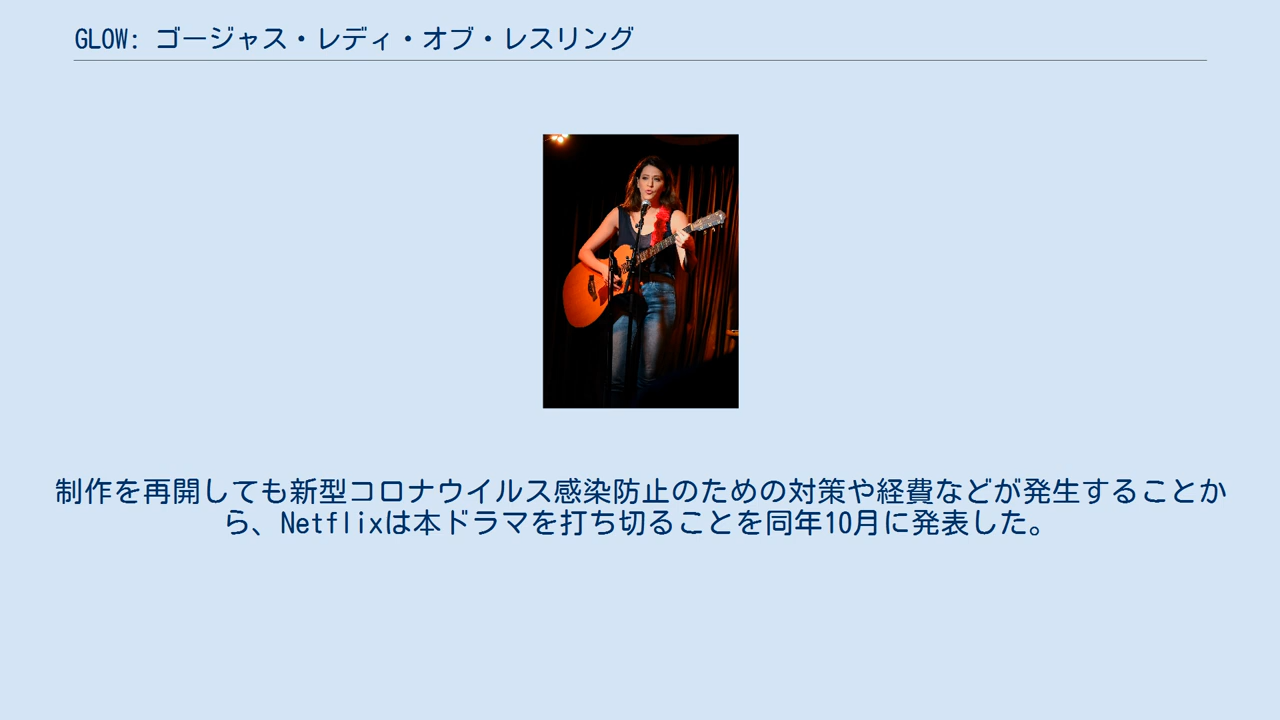 GLOW: ゴージャス・レディ・オブ・レスリング
制作を再開しても新型コロナウイルス感染防止のための対策や経費などが発生することか
ら、Netflixは本ドラマを打ち切ることを同年10月に発表した。